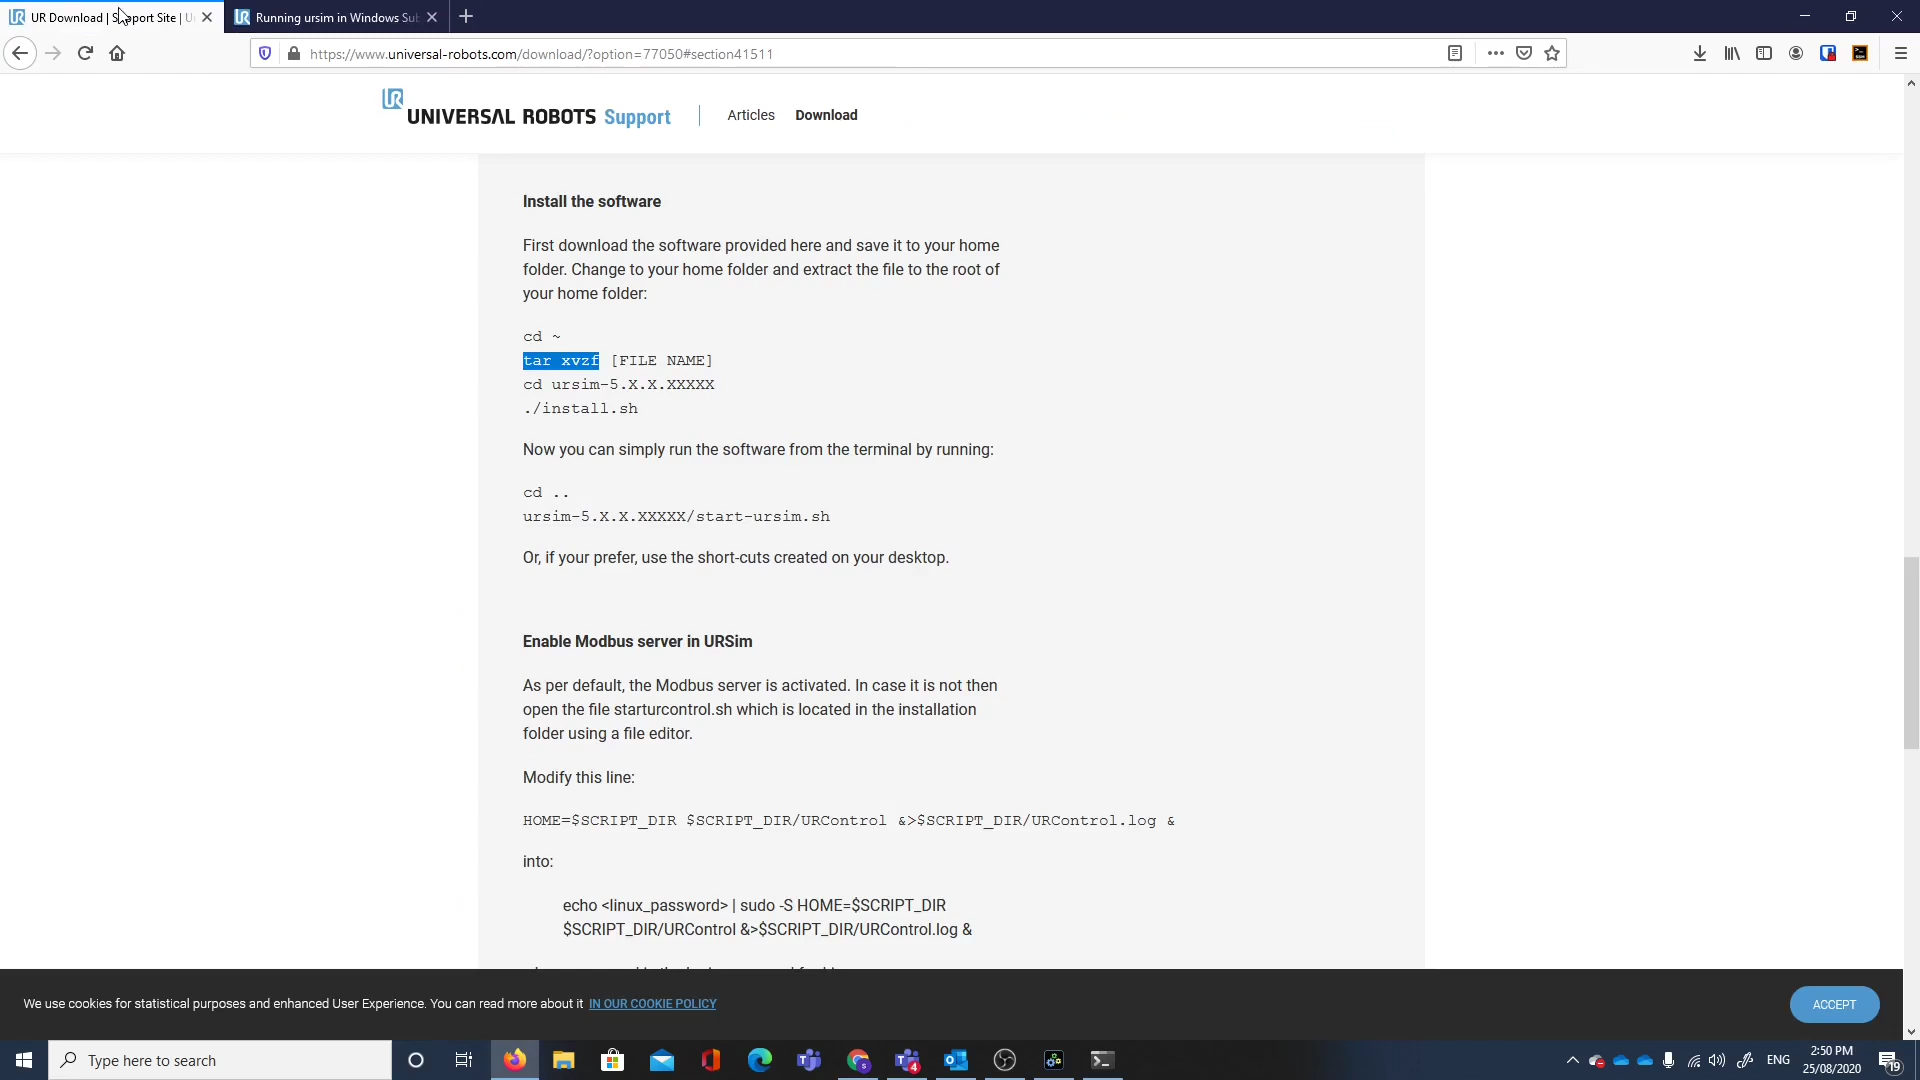 UR Download | Support Site | U
Running ursim in Windows Sub
https://www.universal-robots.com/download/?option=77050#section41511
UR
UNIVERSAL ROBOTS Support
Articles
Download
Install the software
First download the software provided here and save it to your home
folder. Change to your home folder and extract the file to the root of
your home folder:
cd ~
tar xvzf [FILE NAME]
cd ursim-5.X.X.XXXXX
./install.sh
Now you can simply run the software from the terminal by running:
cd ..
ursim-5.X.X.XXXXX/start-ursim.sh
Or, if your prefer, use the short-cuts created on your desktop.
Enable Modbus server in URSim
As per default, the Modbus server is activated. In case it is not then
open the file starturcontrol.sh which is located in the installation
folder using a file editor.
Modify this line:
HOME=$SCRIPT_DIR $SCRIPT_DIR/URControl &>$SCRIPT_DIR/URControl.log &
into:
echo <linux_password> | sudo -S HOME=$SCRIPT_DIR
$SCRIPT_DIR/URControl &>$SCRIPT_DIR/URControl.log &
We use cookies for statistical purposes and enhanced User Experience. You can read more about it IN OUR COOKIE POLICY
ACCEPT
Type here to search
4
ENG
2:50 PM
25/08/2020
19